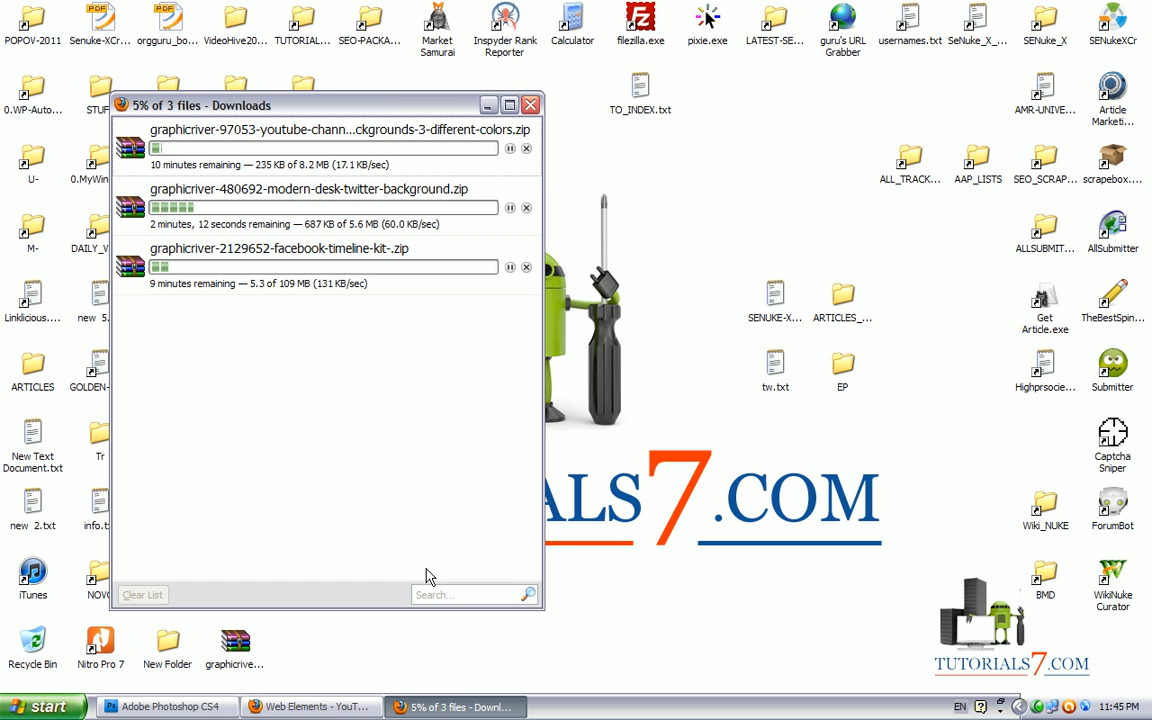 POPOV-2011
Senuke-XCr...
orgguru_bo...
VideoHive20...
TUTORIAL...
SEO-PACKA...
Market
Samurai
Inspyder Rank
Reporter
Calculator
filezilla.exe
pixie.exe
LATEST-SE...
guru's URL
Grabber
usernames.txt
SeNuke_X_...
SENuke_X
SENukeXCr
0.WP-Auto...
STUF
TO_INDEX.txt
AMR-UNIVE...
Article
Marketi...
5% of 3 files - Downloads
graphicriver-97053-youtube-chann...ckgrounds-3-different-colors.zip
10 minutes remaining — 235 KB of 8.2 MB (17.1 KB/sec)
graphicriver-480692-modern-desk-twitter-background.zip
2 minutes, 12 seconds remaining — 687 KB of 5.6 MB (60.0 KB/sec)
graphicriver-2129652-facebook-timeline-kit-.zip
9 minutes remaining — 5.3 of 109 MB (131 KB/sec)
Clear List
Search...
U-
0.MyWin
ALL_TRACK...
AAP_LISTS
SEO_SCRAP...
scrapebox....
M-
DAILY_V
ALLSUBMIT...
AllSubmitter
Linklicious....
new 5.
SENUKE-X...
ARTICLES_...
Get
Article.exe
TheBestSpin...
ARTICLES
GOLDEN-
tw.txt
EP
Highprsocie...
Submitter
New Text
Document.txt
Tr
Captcha
Sniper
ALS7.COM
new 2.txt
info.t
Wiki_NUKE
ForumBot
iTunes
NOVO
BMD
WikiNuke
Curator
Recycle Bin
Nitro Pro 7
New Folder
graphicrive...
TUTORIALS7.COM
start
Adobe Photoshop CS4
Web Elements - YouT...
5% of 3 files - Downl...
EN
11:45 PM